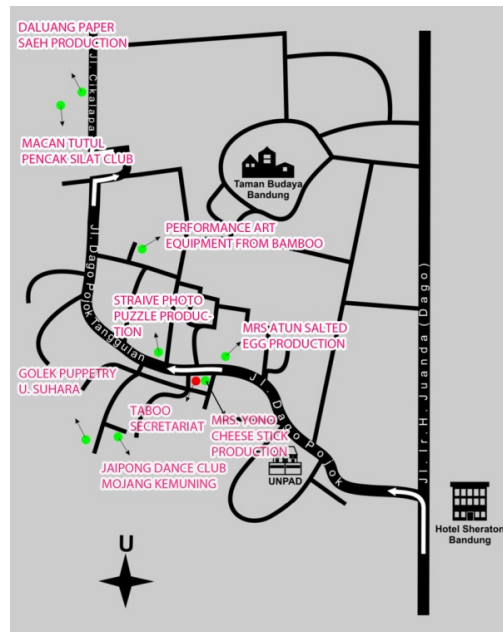 DALUANG PAPER
SAEH PRODUCTION
Jl. Cikalapa
MACAN TUTUL
PENCAK SILAT CLUB
Taman Budaya
Bandung
PERFORMANCE ART
EQUIPMENT FROM BAMBOO
Jl. Dago Pojok Tanggulan
STRAIVE PHOTO
PUZZLE PRODUC-
TION
MRS ATUN SALTED
EGG PRODUCTION
Jl. Ir. H. Juanda (Dago)
GOLEK PUPPETRY
U. SUHARA
TABOO
SECRETARIAT
MRS. YONO
CHEESE STICK
PRODUCTION
Jl. Dago Pojok
JAIPONG DANCE CLUB
MOJANG KEMUNING
UNPAD
Hotel Sheraton
Bandung
U